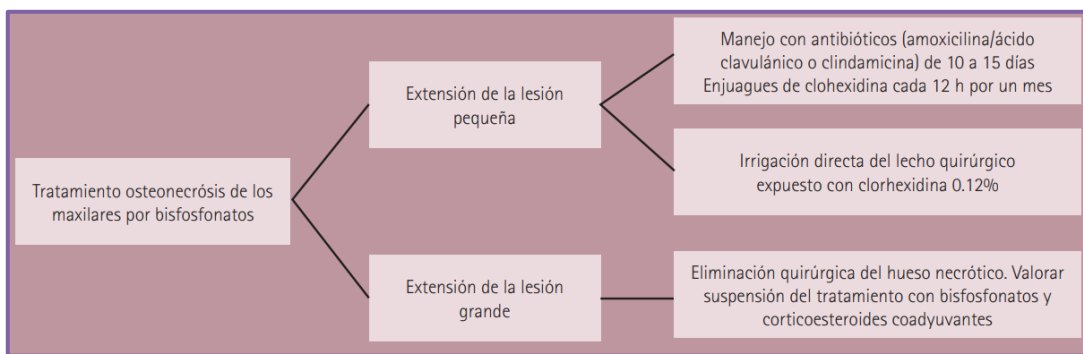 Manejo con antibióticos (amoxicilina/ácido
clavulánico o clindamicina) de 10 a 15 días
Enjuagues de clohexidina cada 12 h por un mes
Extensión de la lesión
pequeña
Irrigación directa del lecho quirúrgico
expuesto con clorhexidina 0.12%
Tratamiento osteonecrósis de los
maxilares por bisfosfonatos
Extensión de la lesión
grande
Eliminación quirúrgica del hueso necrótico. Valorar
suspensión del tratamiento con bisfosfonatos y
corticoesteroides coadyuvantes